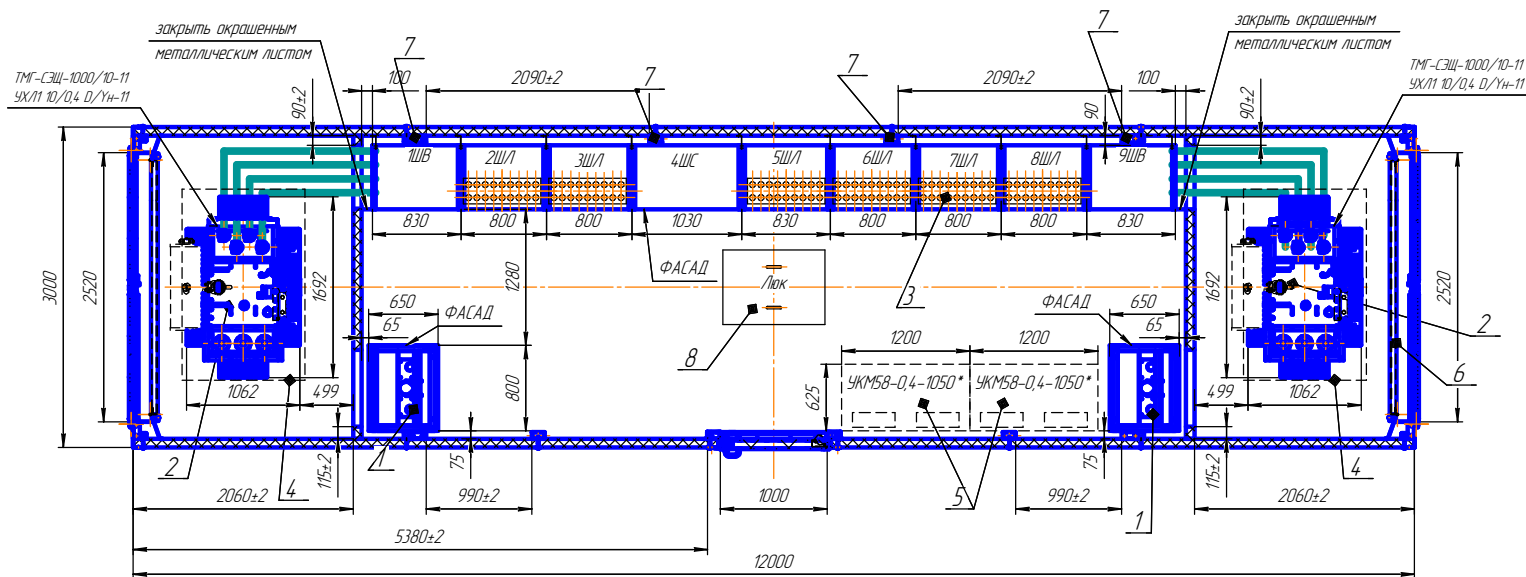 закрыть окрашенным
металлическим листом
7
7
7
7
закрыть окрашенным
металлическим листом
ТМГ-СЭЩ-1000/10-11
УХЛ1 10/0,4 D/Yн-11
ТМГ-СЭЩ-1000/10-11
УХЛ1 10/0,4 D/Yн-11
90±2
100
2090±2
2090±2
90
100
90±2
1ШВ
2ШЛ
3ШЛ
4ШС
5ШЛ
6ШЛ
7ШЛ
8ШЛ
9ШВ
830
800
800
1030
830
800
800
800
830
3000
2520
1692
1280
ФАСАД
Люк
3
1692
2520
650
65
ФАСАД
8
ФАСАД
650
65
2
1200
1200
УКМ58-0,4-1050*
УКМ58-0,4-1050*
625
800
1062
499
499
1062
6
2
4
115±2
1
75
5
75
1
115±2
4
2060±2
990±2
1000
990±2
2060±2
5380±2
12000